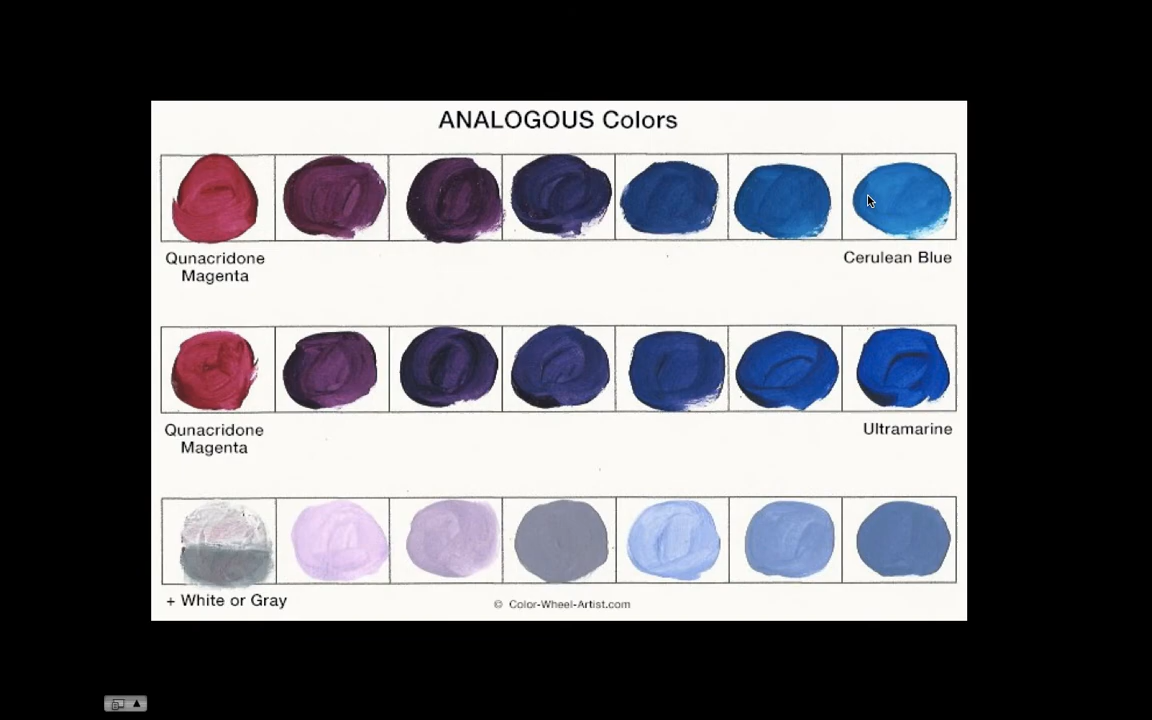 ANALOGOUS Colors
Qunacridone
Magenta
Cerulean Blue
Qunacridone
Magenta
Ultramarine
+ White or Gray
© Color-Wheel-Artist.com